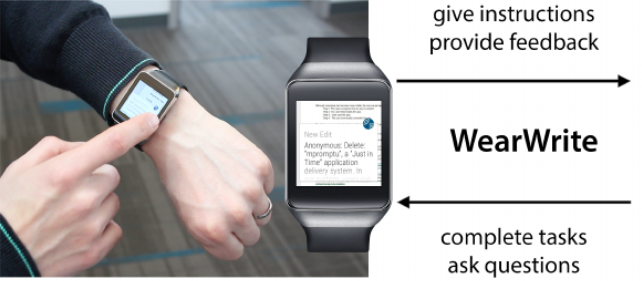 give instructions
provide feedback
WearWrite
complete tasks
ask questions
New Edit
Anonymous: Delete:
"mpromptu", a "Just in
Time" application
delivery system. In